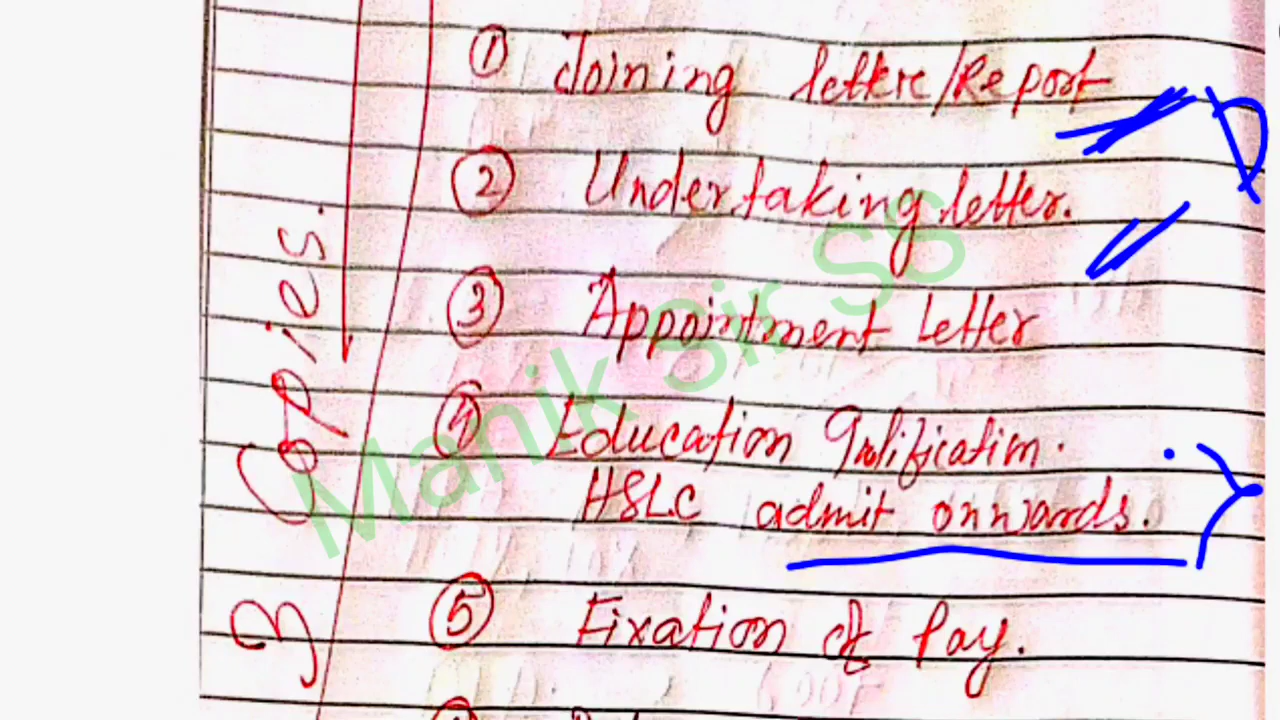 ① Joining letter/Report
② Undertaking letter.
③ Appointment Letter
④ Education Qulification.
HSLC admit onwards.
⑤ Fixation of Pay.
3 Copies.
Manik Sir SS